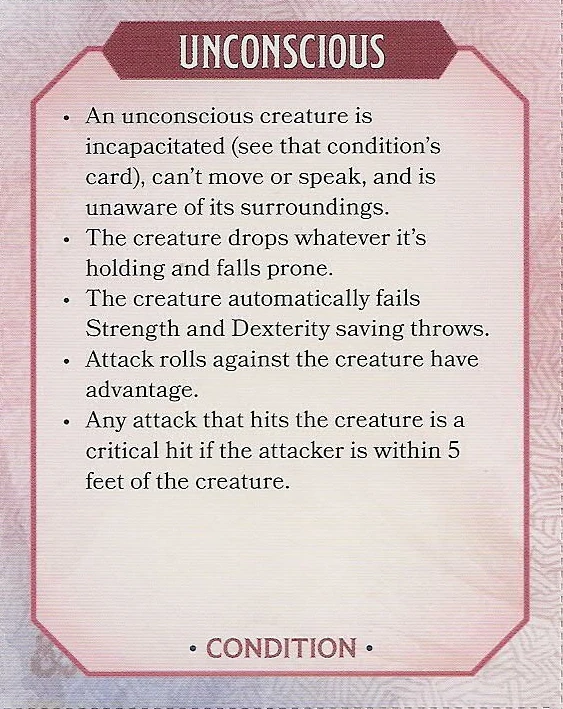 UNCONSCIOUS
• An unconscious creature is
incapacitated (see that condition's
card), can't move or speak, and is
unaware of its surroundings.
• The creature drops whatever it's
holding and falls prone.
• The creature automatically fails
Strength and Dexterity saving throws.
• Attack rolls against the creature have
advantage.
• Any attack that hits the creature is a
critical hit if the attacker is within 5
feet of the creature.
• CONDITION •